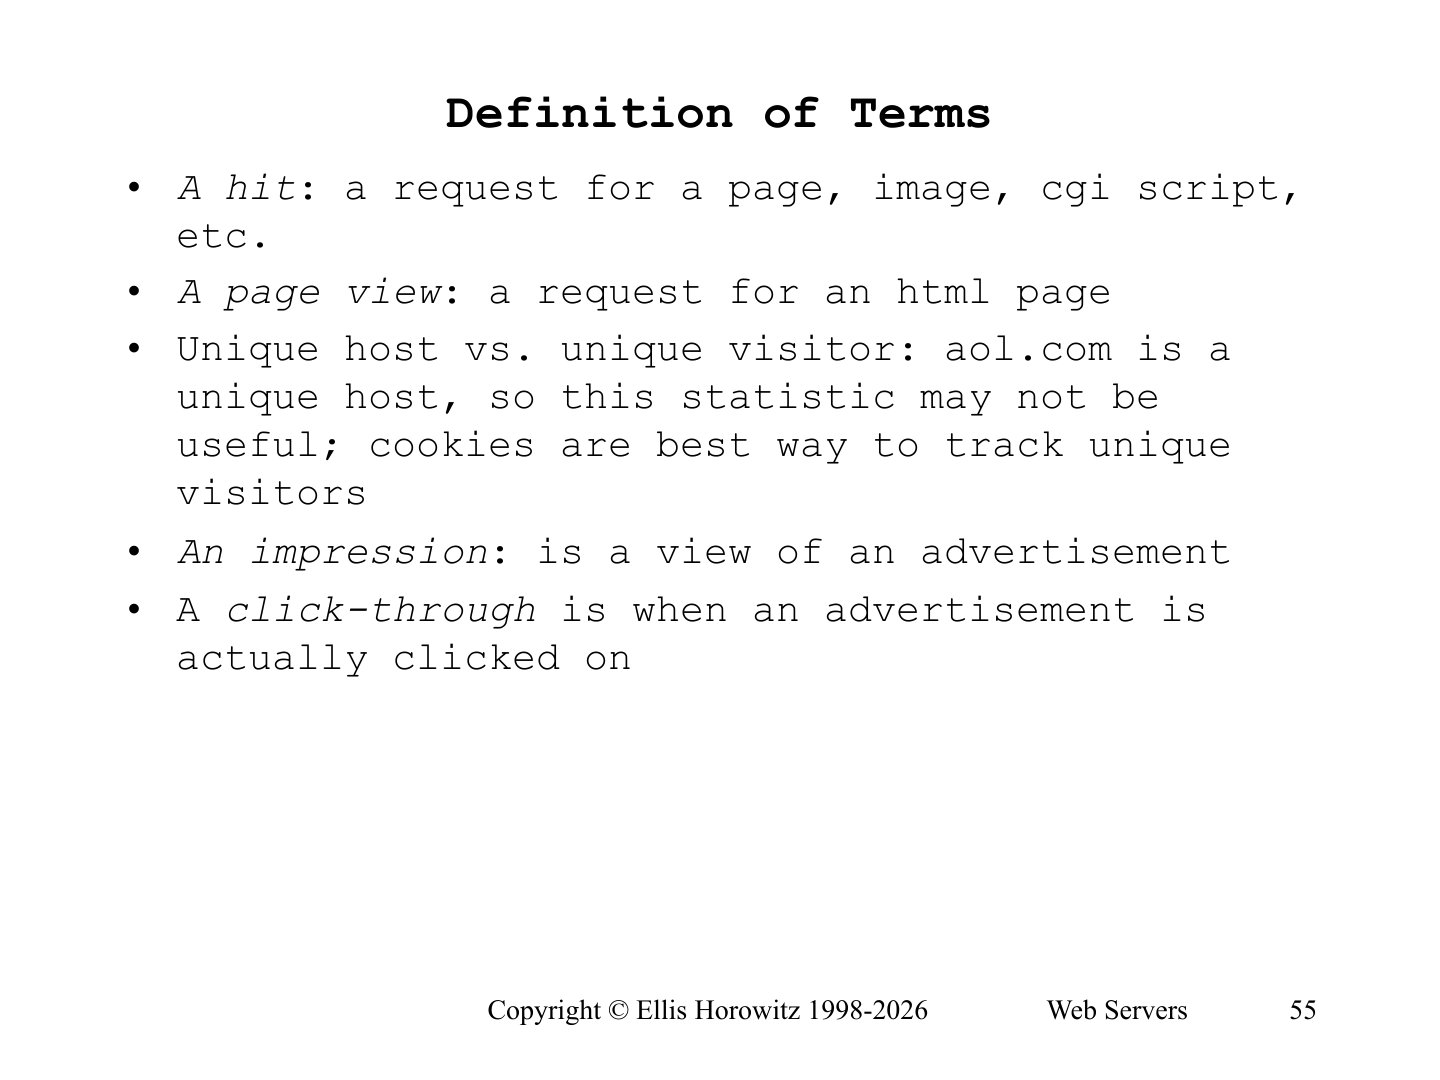 Definition of Terms
• A hit: a request for a page, image, cgi script,
etc.
• A page view: a request for an html page
• Unique host vs. unique visitor: aol.com is a
unique host, so this statistic may not be
useful; cookies are best way to track unique
visitors
• An impression: is a view of an advertisement
• A click-through is when an advertisement is
actually clicked on
Copyright © Ellis Horowitz 1998-2026 Web Servers 55